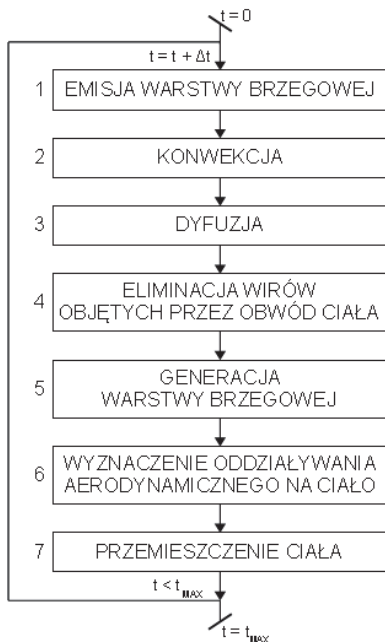 t=0
t= t + Δt
1 EMISJA WARSTWY BRZEGOWEJ
2 KONWEKCJA
3 DYFUZJA
4 ELIMINACJA WIRÓW
OBJĘTYCH PRZEZ OBWÓD CIAŁA
5 GENERACJA
WARSTWY BRZEGOWEJ
6 WYZNACZENIE ODDZIAŁYWANIA
AERODYNAMICZNEGO NA CIAŁO
7 PRZEMIESZCZENIE CIAŁA
t < tMAX
t = tMAX